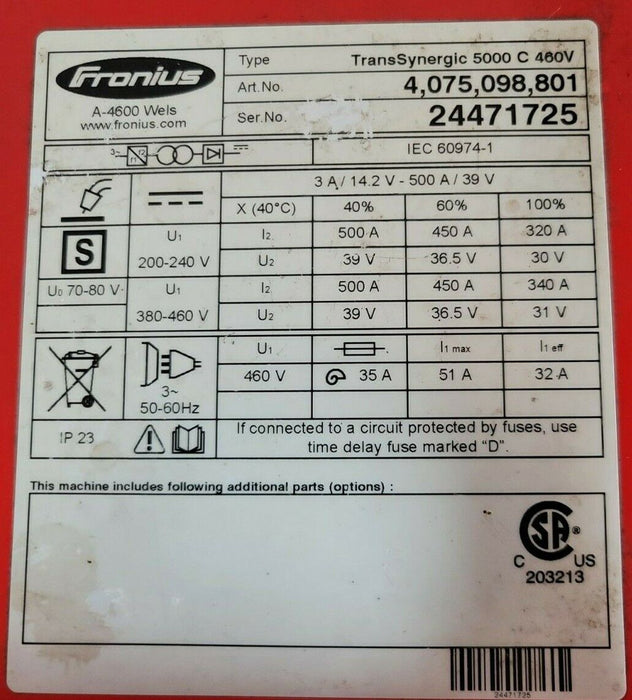 Fronius
A-4600 Wels
www.fronius.com
Type TransSynergic 5000 C 460V
Art.No. 4,075,098,801
Ser.No. 24471725
3~ f1 f2 IEC 60974-1
3 A / 14.2 V - 500 A / 39 V
X (40°C) 40% 60% 100%
S U1 I2 500 A 450 A 320 A
200-240 V U2 39 V 36.5 V 30 V
U0 70-80 V U1 I2 500 A 450 A 340 A
380-460 V U2 39 V 36.5 V 31 V
U1 I1 max I1 eff
460 V 35 A 51 A 32 A
3~
50-60Hz
IP 23
If connected to a circuit protected by fuses, use
time delay fuse marked "D".
This machine includes following additional parts (options) :
SA ®
C US
203213
24471725